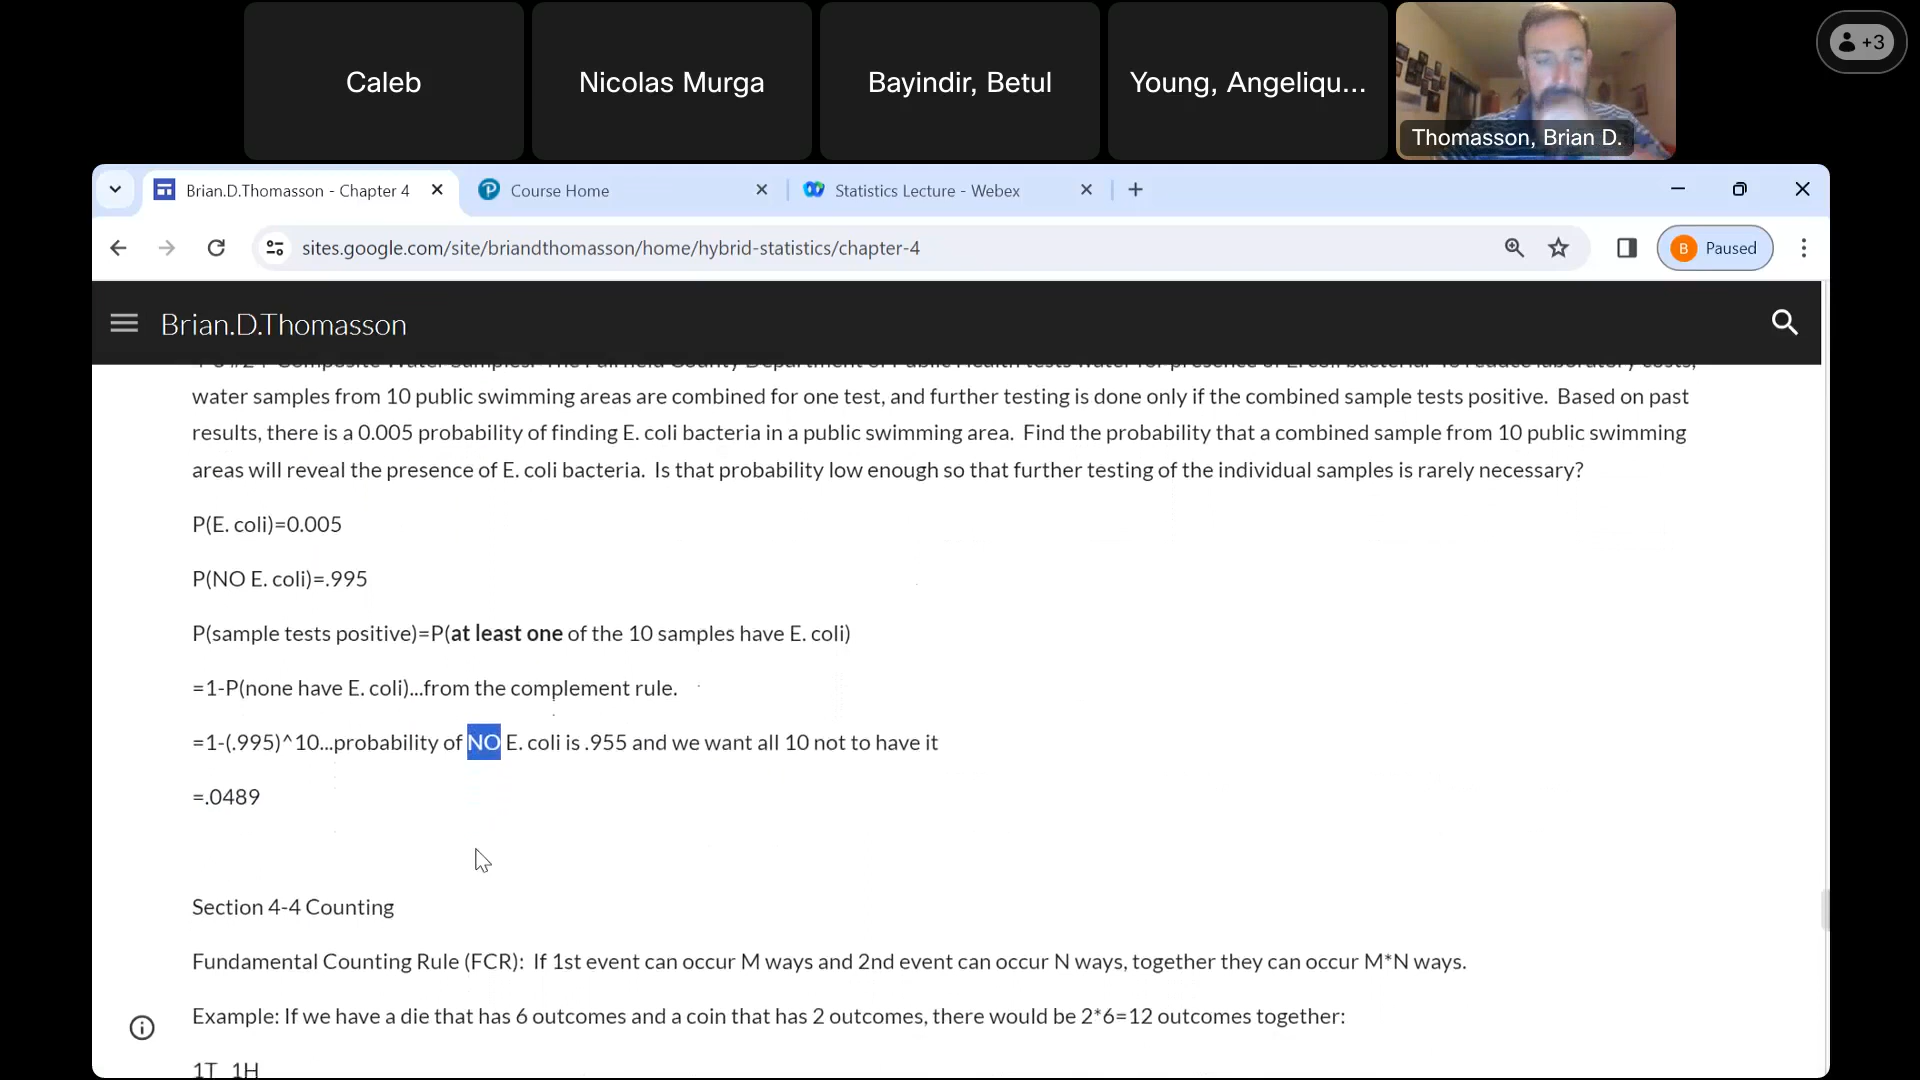 Caleb
Nicolas Murga
Bayindir, Betul
Young, Angeliqu...
Thomasson, Brian D.
+3
Brian.D.Thomasson - Chapter 4
Course Home
Statistics Lecture - Webex
sites.google.com/site/briandthomasson/home/hybrid-statistics/chapter-4
B Paused
Brian.D.Thomasson
water samples from 10 public swimming areas are combined for one test, and further testing is done only if the combined sample tests positive. Based on past
results, there is a 0.005 probability of finding E. coli bacteria in a public swimming area. Find the probability that a combined sample from 10 public swimming
areas will reveal the presence of E. coli bacteria. Is that probability low enough so that further testing of the individual samples is rarely necessary?
P(E. coli)=0.005
P(NO E. coli)=.995
P(sample tests positive)=P(at least one of the 10 samples have E. coli)
=1-P(none have E. coli)...from the complement rule.
=1-(.995)^10...probability of NO E. coli is .955 and we want all 10 not to have it
=.0489
Section 4-4 Counting
Fundamental Counting Rule (FCR): If 1st event can occur M ways and 2nd event can occur N ways, together they can occur M*N ways.
Example: If we have a die that has 6 outcomes and a coin that has 2 outcomes, there would be 2*6=12 outcomes together:
1T 1H